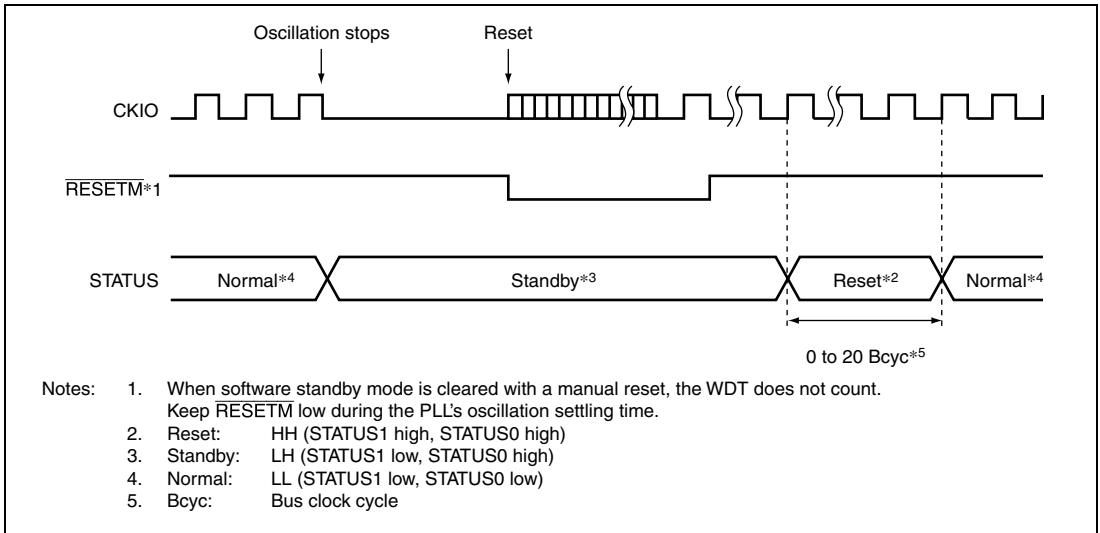 Oscillation stops Reset
CKIO
RESETM*1
STATUS Normal*4 Standby*3 Reset*2 Normal*4
0 to 20 Bcyc*5
Notes: 1. When software standby mode is cleared with a manual reset, the WDT does not count.
Keep RESETM low during the PLL's oscillation settling time.
2. Reset: HH (STATUS1 high, STATUS0 high)
3. Standby: LH (STATUS1 low, STATUS0 high)
4. Normal: LL (STATUS1 low, STATUS0 low)
5. Bcyc: Bus clock cycle